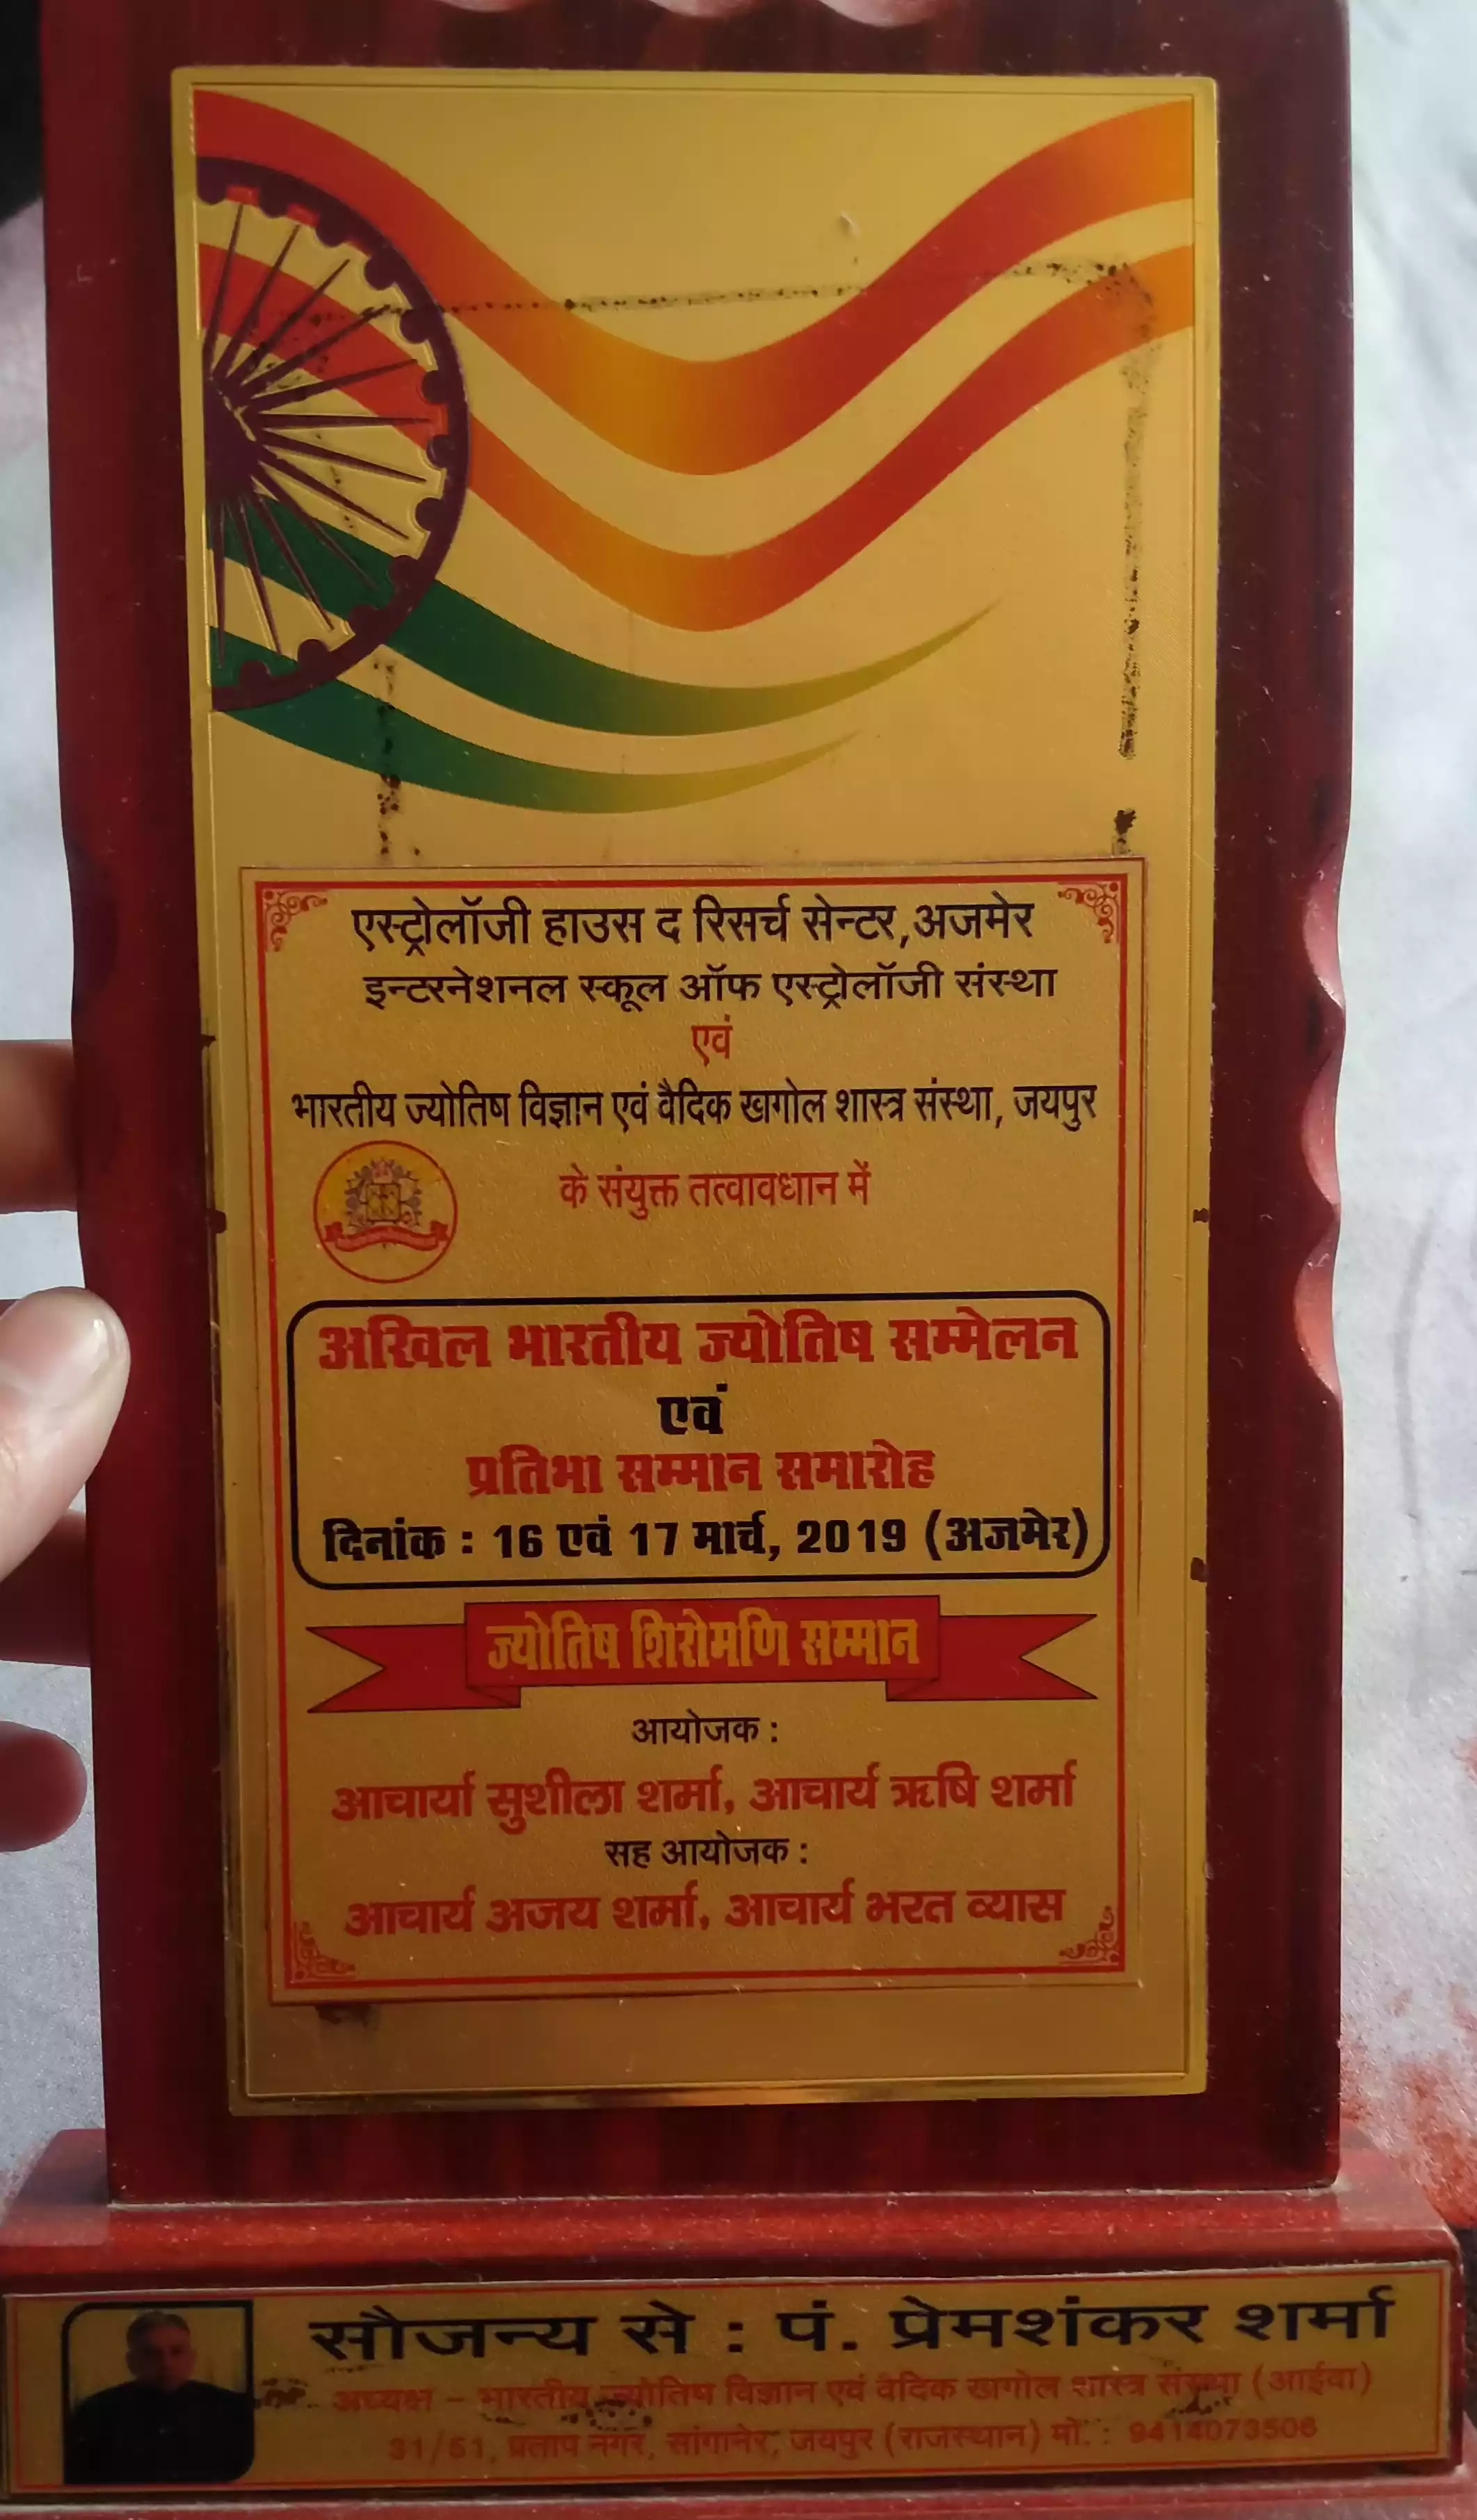 एस्ट्रोलॉजी हाउस द रिसर्च सेन्टर,अजमेर
इन्टरनेशनल स्कूल ऑफ एस्ट्रोलॉजी संस्था
एवं
भारतीय ज्योतिष विज्ञान एवं वैदिक खगोल शास्त्र संस्था, जयपुर
के संयुक्त तत्वावधान में
अखिल भारतीय ज्योतिष सम्मेलन
एवं
प्रतिभा सम्मान समारोह
दिनांक : 16 एवं 17 मार्च, 2019 (अजमेर)
ज्योतिष शिरोमणि सम्मान
आयोजक :
आचार्या सुशीला शर्मा, आचार्य ऋषि शर्मा
सह आयोजक :
आचार्य अजय शर्मा, आचार्य भरत व्यास
सौजन्य से : पं. प्रेमशंकर शर्मा
अध्यक्ष – भारतीय ज्योतिष विज्ञान एवं वैदिक खगोल शास्त्र संस्था (आईवा)
31/51, प्रताप नगर, सांगानेर, जयपुर (राजस्थान) मो. : 9414073506